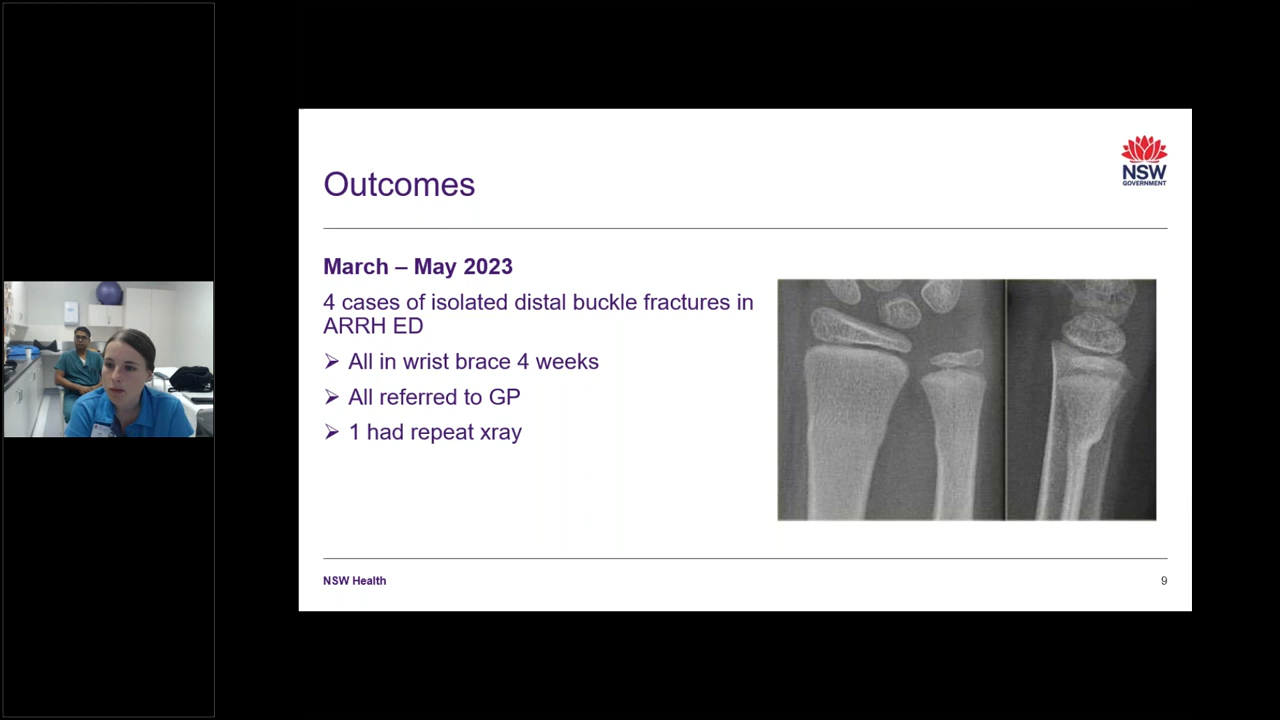 NSW
GOVERNMENT
Outcomes
March – May 2023
4 cases of isolated distal buckle fractures in
ARRH ED
➢ All in wrist brace 4 weeks
➢ All referred to GP
➢ 1 had repeat xray
NSW Health
9